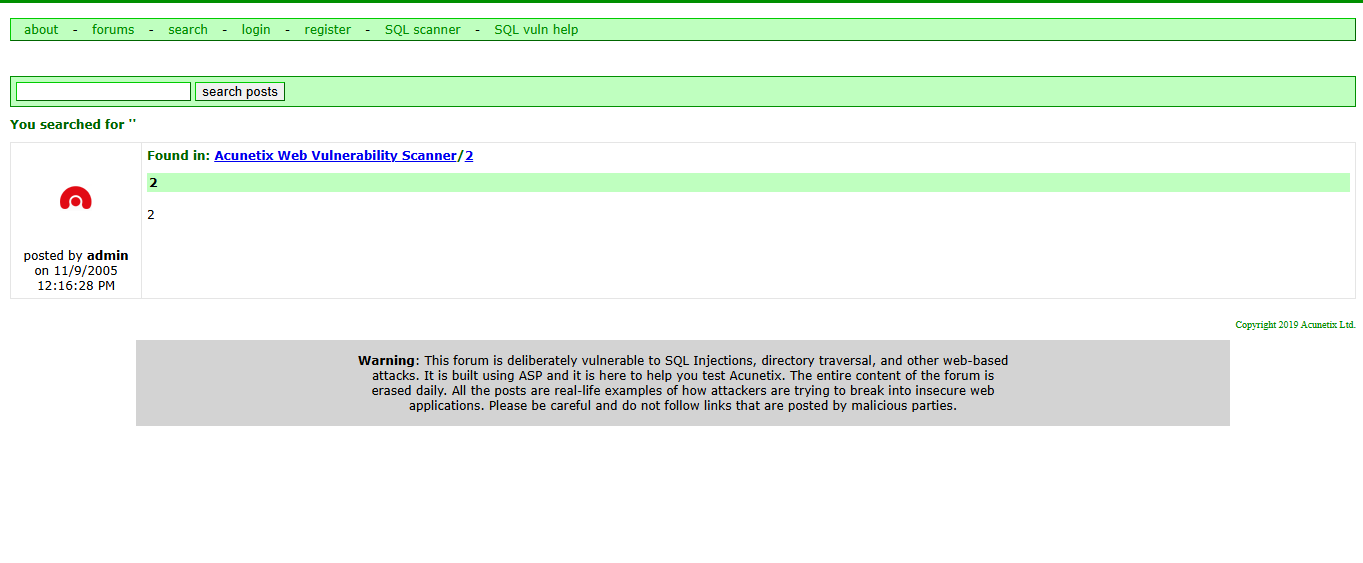 about - forums - search - login - register - SQL scanner - SQL vuln help
search posts
You searched for ''
Found in: Acunetix Web Vulnerability Scanner/2
2
2
posted by admin
on 11/9/2005
12:16:28 PM
Copyright 2019 Acunetix Ltd.
Warning: This forum is deliberately vulnerable to SQL Injections, directory traversal, and other web-based
attacks. It is built using ASP and it is here to help you test Acunetix. The entire content of the forum is
erased daily. All the posts are real-life examples of how attackers are trying to break into insecure web
applications. Please be careful and do not follow links that are posted by malicious parties.